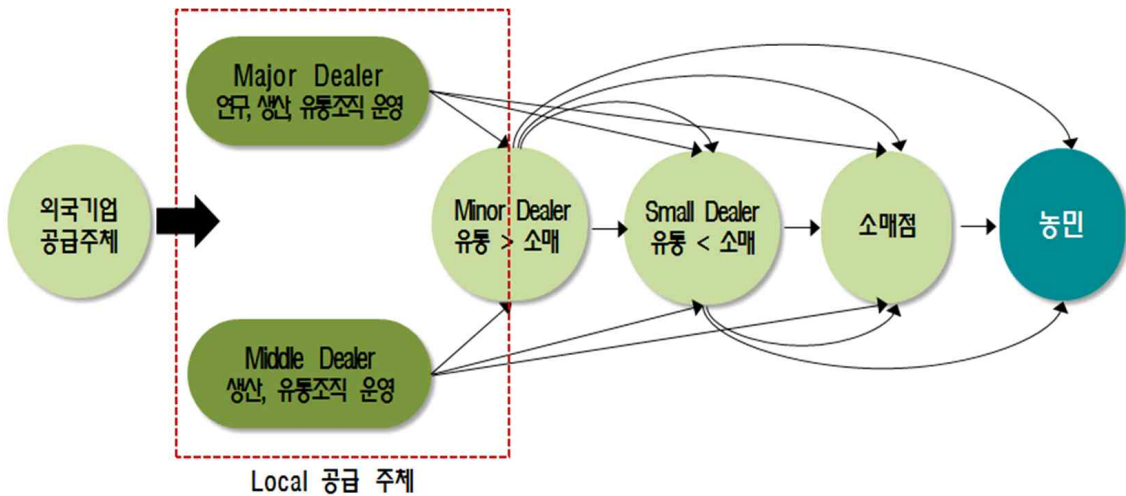 Major Dealer
연구, 생산, 유통조직 운영
외국기업
공급주체
Minor Dealer
유통 > 소매
Small Dealer
유통 < 소매
소매점
농민
Middle Dealer
생산, 유통조직 운영
Local 공급 주체